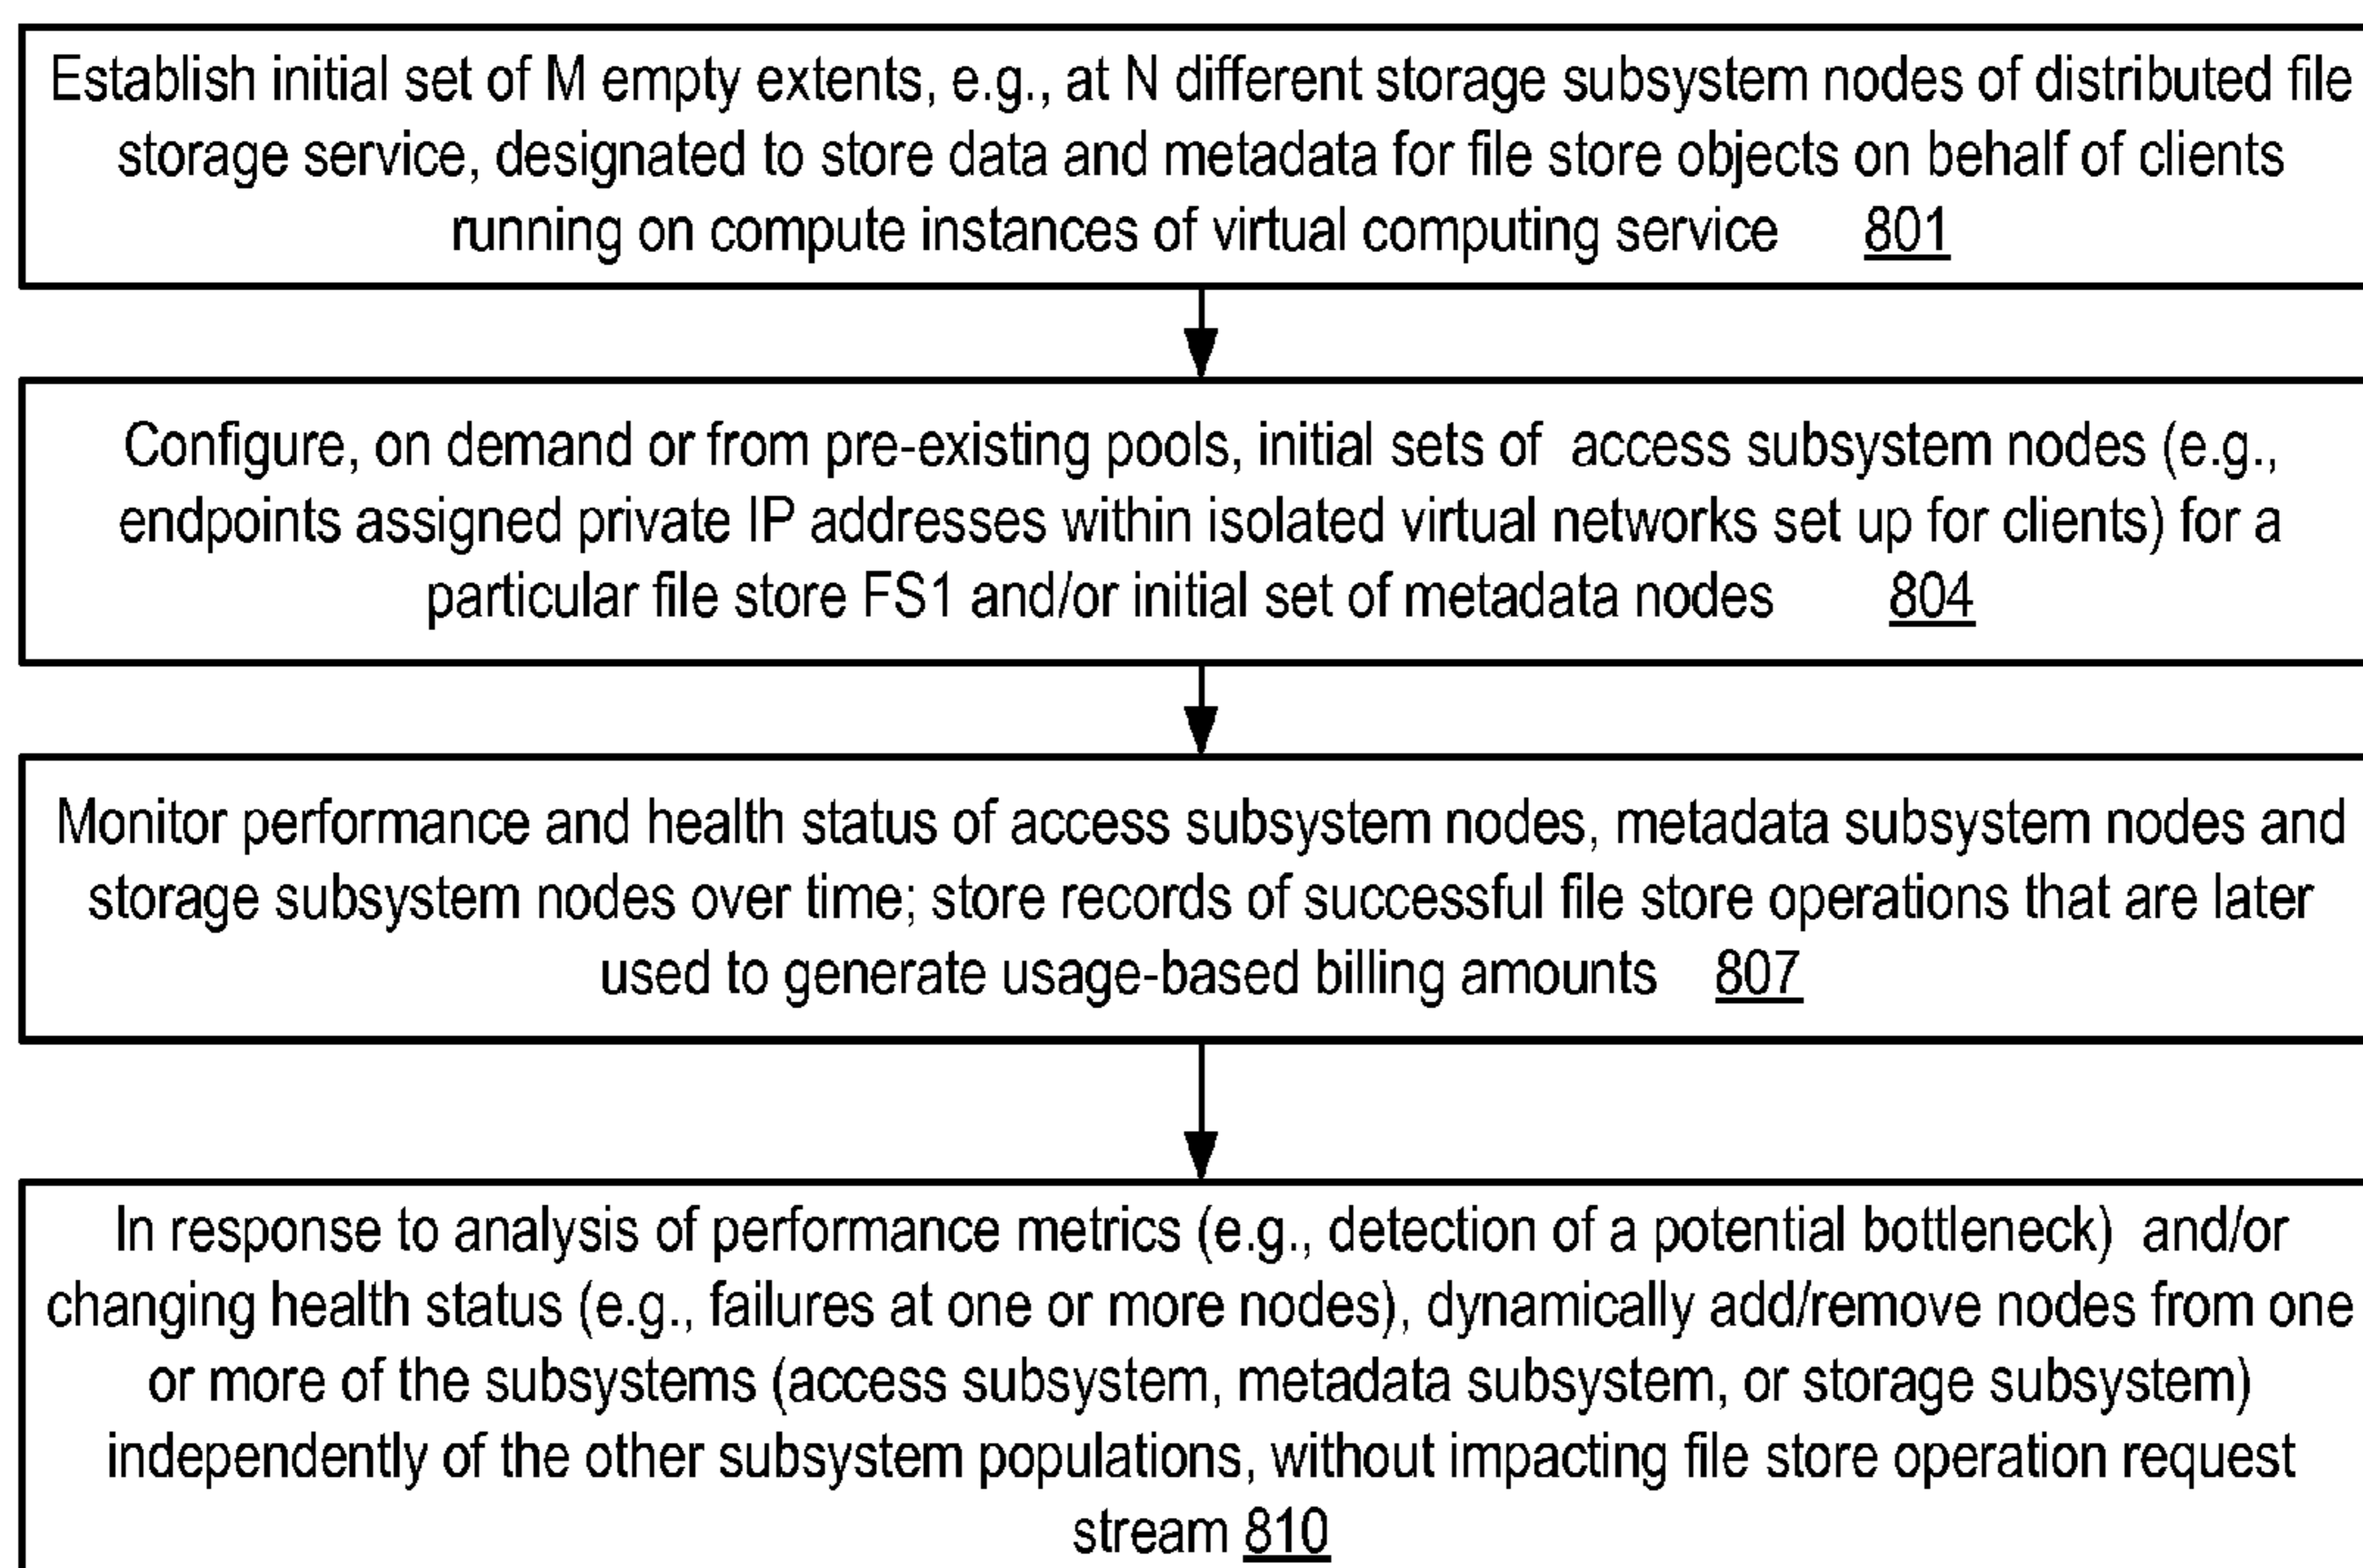 Establish initial set of M empty extents, e.g., at N different storage subsystem nodes of distributed file
storage service, designated to store data and metadata for file store objects on behalf of clients
running on compute instances of virtual computing service 801
Configure, on demand or from pre-existing pools, initial sets of access subsystem nodes (e.g.,
endpoints assigned private IP addresses within isolated virtual networks set up for clients) for a
particular file store FS1 and/or initial set of metadata nodes 804
Monitor performance and health status of access subsystem nodes, metadata subsystem nodes and
storage subsystem nodes over time; store records of successful file store operations that are later
used to generate usage-based billing amounts 807
In response to analysis of performance metrics (e.g., detection of a potential bottleneck) and/or
changing health status (e.g., failures at one or more nodes), dynamically add/remove nodes from one
or more of the subsystems (access subsystem, metadata subsystem, or storage subsystem)
independently of the other subsystem populations, without impacting file store operation request
stream 810